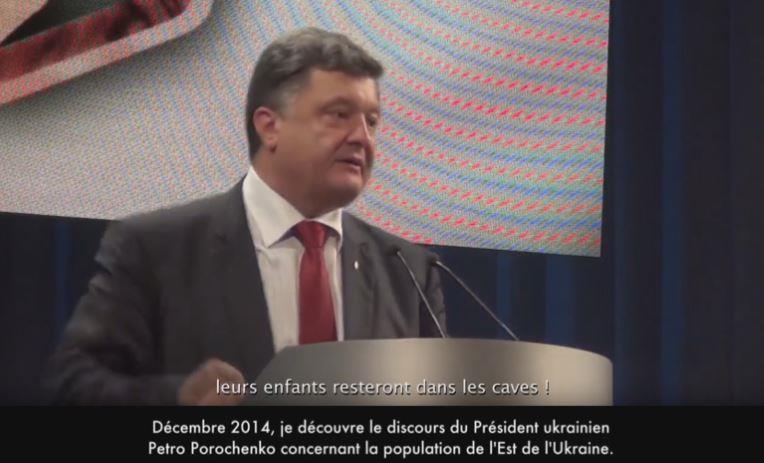 leurs enfants resteront dans les caves !
Décembre 2014, je découvre le discours du Président ukrainien
Petro Porochenko concernant la population de l'Est de l'Ukraine.